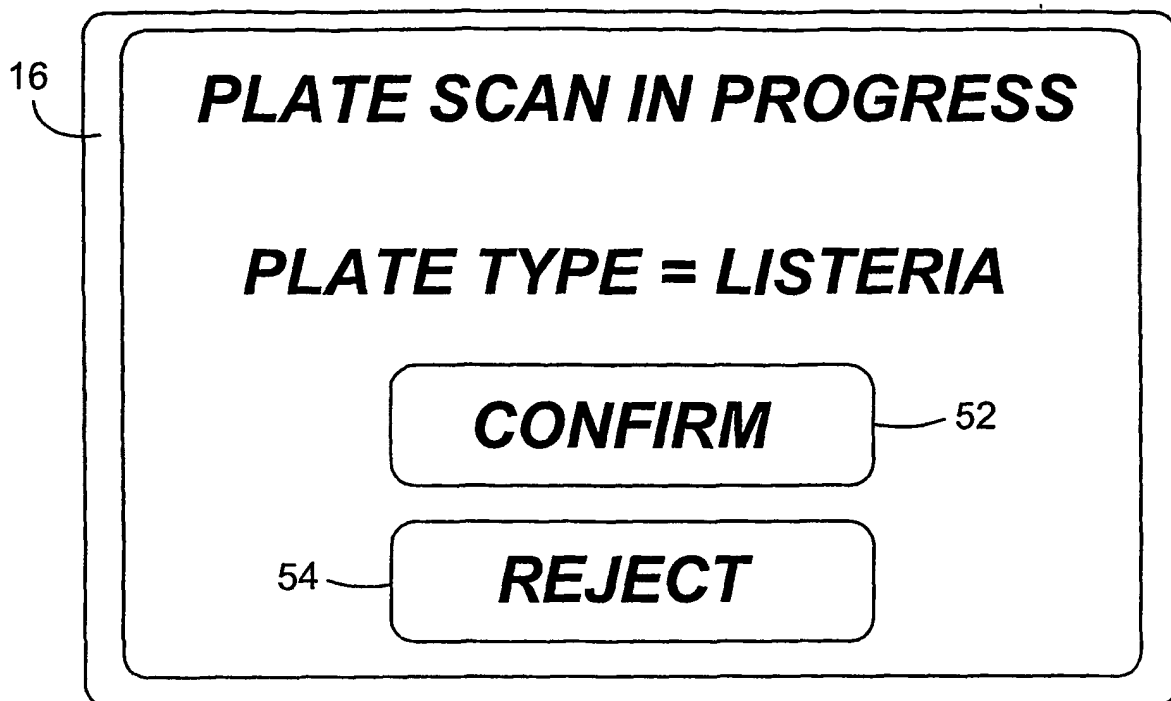 16
PLATE SCAN IN PROGRESS
PLATE TYPE = LISTERIA
CONFIRM
52
54
REJECT